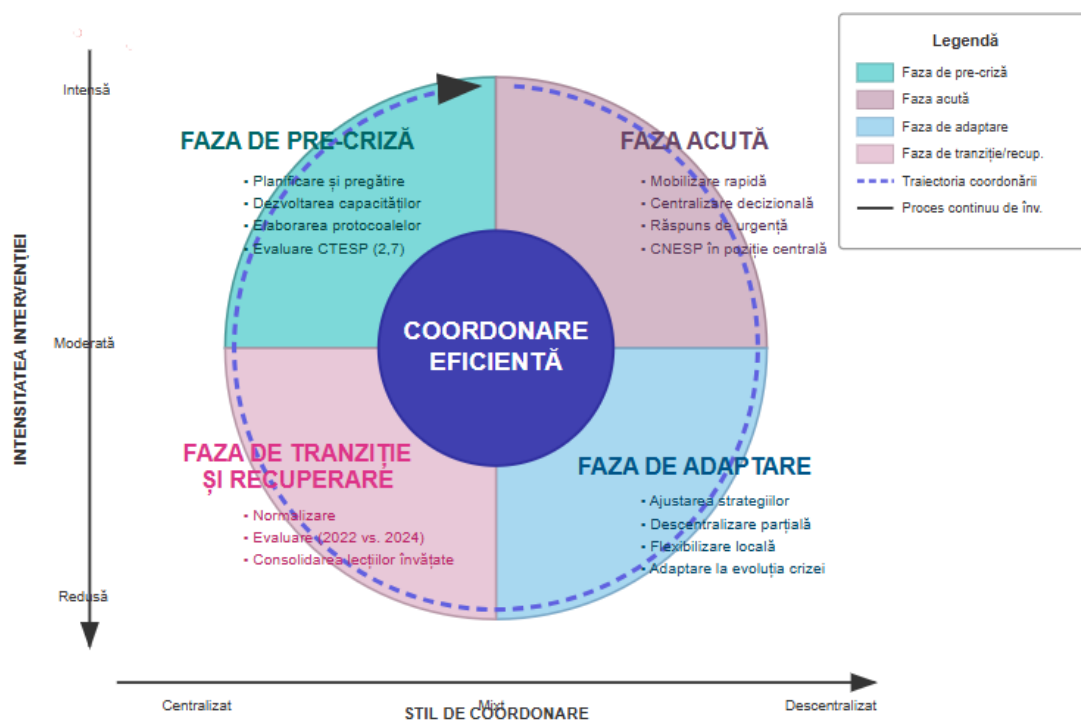 Legendă
Faza de pre-criză
Faza acută
Faza de adaptare
Faza de tranziție/recup.
Traiectoria coordonării
Proces continuu de înv.
INTENSITATEA INTERVENȚIEI
Intensă
Moderată
Redusă
FAZA DE PRE-CRIZĂ
• Planificare și pregătire
• Dezvoltarea capacităților
• Elaborarea protocoalelor
• Evaluare CTESP (2,7)
FAZA ACUTĂ
• Mobilizare rapidă
• Centralizare decizională
• Răspuns de urgență
• CNESP în poziție centrală
COORDONARE
EFICIENTĂ
FAZA DE TRANZIȚIE
ȘI RECUPERARE
• Normalizare
• Evaluare (2022 vs. 2024)
• Consolidarea lecțiilor învățate
FAZA DE ADAPTARE
• Ajustarea strategiilor
• Descentralizare parțială
• Flexibilizare locală
• Adaptare la evoluția crizei
Centralizat
Mixt
Descentralizat
STIL DE COORDONARE